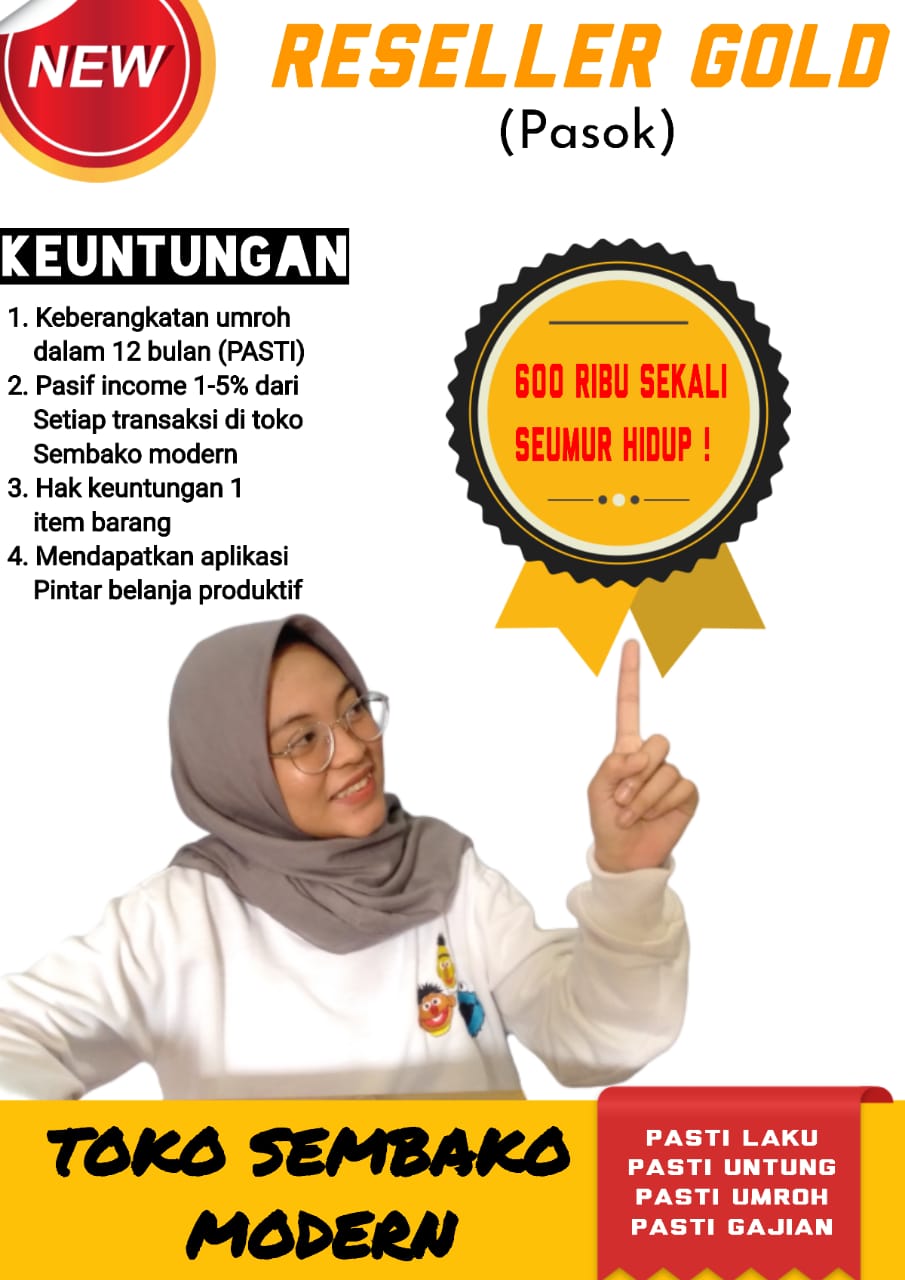 NEW
RESELLER GOLD
(Pasok)
KEUNTUNGAN
1. Keberangkatan umroh
dalam 12 bulan (PASTI)
2. Pasif income 1-5% dari
Setiap transaksi di toko
Sembako modern
3. Hak keuntungan 1
item barang
4. Mendapatkan aplikasi
Pintar belanja produktif
600 RIBU SEKALI
SEUMUR HIDUP !
TOKO SEMBAKO
MODERN
PASTI LAKU
PASTI UNTUNG
PASTI UMROH
PASTI GAJIAN